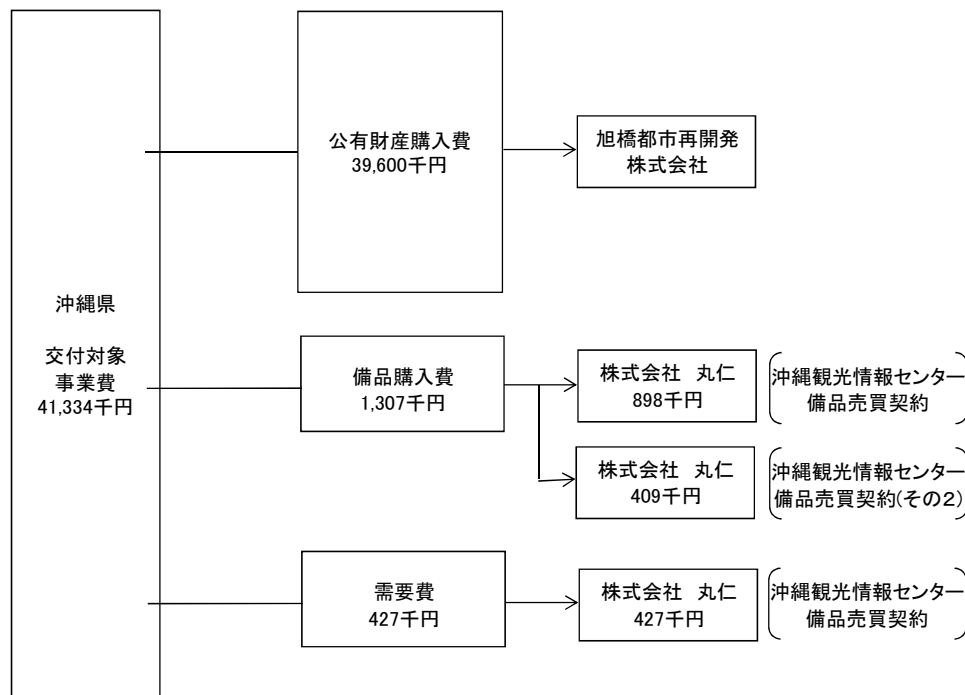 沖縄県
交付対象
事業費
41,334千円
公有財産購入費
39,600千円
旭橋都市再開発
株式会社
備品購入費
1,307千円
株式会社 丸仁
898千円
沖縄観光情報センター
備品売買契約
株式会社 丸仁
409千円
沖縄観光情報センター
備品売買契約(その2)
需要費
427千円
株式会社 丸仁
427千円
沖縄観光情報センター
備品売買契約